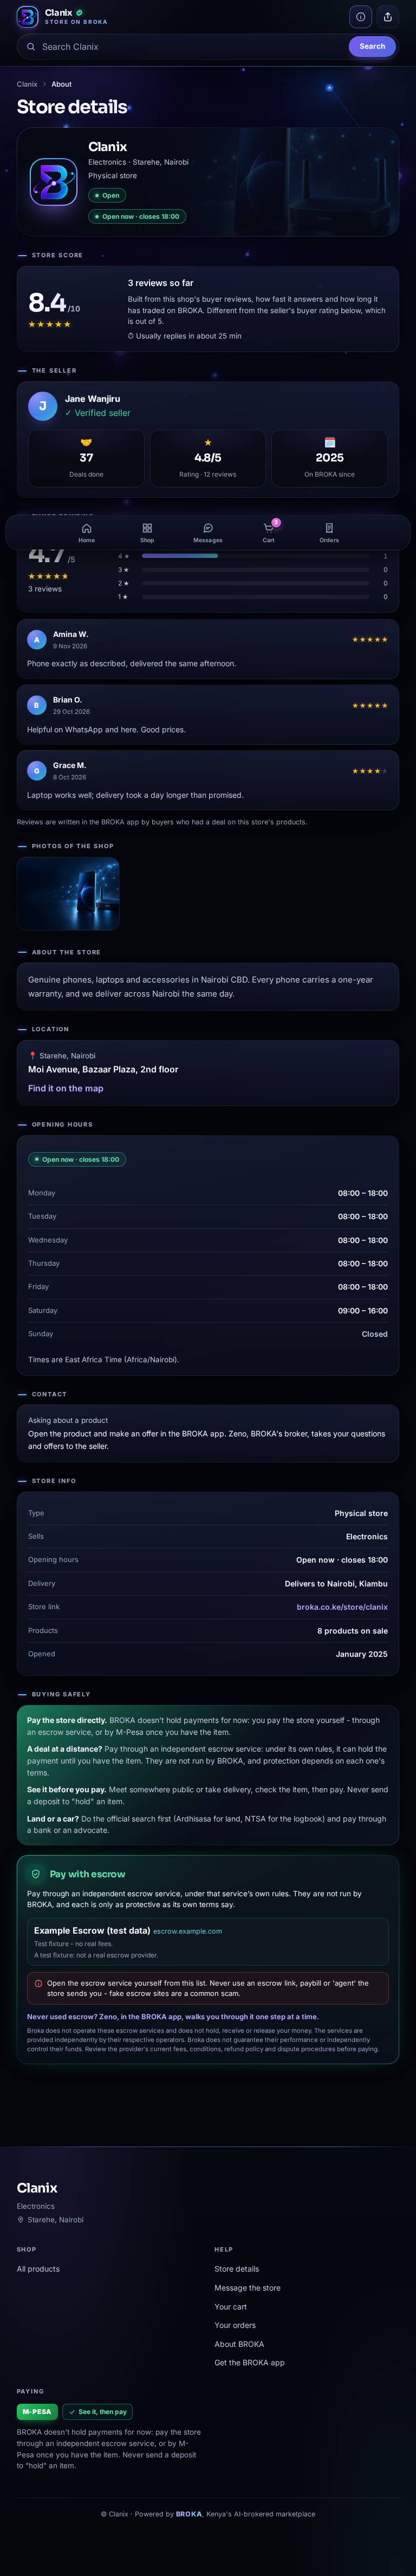 Clanix
STORE ON BROKA
Search Clanix
Search
Clanix > About
Store details
Clanix
Electronics · Starehe, Nairobi
Physical store
Open
Open now · closes 18:00
STORE SCORE
8.4/10
★★★★★
3 reviews so far
Built from this shop's buyer reviews, how fast it answers and how long it
has traded on BROKA. Different from the seller's buyer rating below, which
is out of 5.
Usually replies in about 25 min
THE SELLER
J
Jane Wanjiru
✓ Verified seller
37
Deals done
4.8/5
Rating · 12 reviews
2025
On BROKA since
Home
Shop
Messages
3
Cart
Orders
4.7/5
3 reviews
4 ★ 1
3 ★ 0
2 ★ 0
1 ★ 0
A
Amina W.
9 Nov 2026
★★★★★
Phone exactly as described, delivered the same afternoon.
B
Brian O.
29 Oct 2026
★★★★★
Helpful on WhatsApp and here. Good prices.
G
Grace M.
8 Oct 2026
★★★★★
Laptop works well; delivery took a day longer than promised.
Reviews are written in the BROKA app by buyers who had a deal on this store's products.
PHOTOS OF THE SHOP
ABOUT THE STORE
Genuine phones, laptops and accessories in Nairobi CBD. Every phone carries a one-year
warranty, and we deliver across Nairobi the same day.
LOCATION
Starehe, Nairobi
Moi Avenue, Bazaar Plaza, 2nd floor
Find it on the map
OPENING HOURS
Open now · closes 18:00
Monday 08:00 – 18:00
Tuesday 08:00 – 18:00
Wednesday 08:00 – 18:00
Thursday 08:00 – 18:00
Friday 08:00 – 18:00
Saturday 09:00 – 16:00
Sunday Closed
Times are East Africa Time (Africa/Nairobi).
CONTACT
Asking about a product
Open the product and make an offer in the BROKA app. Zeno, BROKA's broker, takes your questions
and offers to the seller.
STORE INFO
Type Physical store
Sells Electronics
Opening hours Open now · closes 18:00
Delivery Delivers to Nairobi, Kiambu
Store link broka.co.ke/store/clanix
Products 8 products on sale
Opened January 2025
BUYING SAFELY
Pay the store directly. BROKA doesn't hold payments for now: you pay the store yourself - through
an escrow service, or by M-Pesa once you have the item.
A deal at a distance? Pay through an independent escrow service: under its own rules, it can hold the
payment until you have the item. They are not run by BROKA, and protection depends on each one's
terms.
See it before you pay. Meet somewhere public or take delivery, check the item, then pay. Never send
a deposit to "hold" an item.
Land or a car? Do the official search first (Ardhisasa for land, NTSA for the logbook) and pay through
a bank or an advocate.
Pay with escrow
Pay through an independent escrow service, under that service's own rules. They are not run by
BROKA, and each is only as protective as its own terms say.
Example Escrow (test data) escrow.example.com
Test fixture - no real fees.
A test fixture: not a real escrow provider.
Open the escrow service yourself from this list. Never use an escrow link, paybill or 'agent' the
store sends you - fake escrow sites are a common scam.
Never used escrow? Zeno, in the BROKA app, walks you through it one step at a time.
Broka does not operate these escrow services and does not hold, receive or release your money. The services are
provided independently by their respective operators. Broka does not guarantee their performance or independently
control their funds. Review the provider's current fees, conditions, refund policy and dispute procedures before paying.
Clanix
Electronics
Starehe, Nairobi
SHOP
All products
HELP
Store details
Message the store
Your cart
Your orders
About BROKA
Get the BROKA app
PAYING
M-PESA
✓ See it, then pay
BROKA doesn't hold payments for now: pay the store
through an independent escrow service, or by M-
Pesa once you have the item. Never send a deposit
to "hold" an item.
© Clanix · Powered by BROKA, Kenya's AI-brokered marketplace